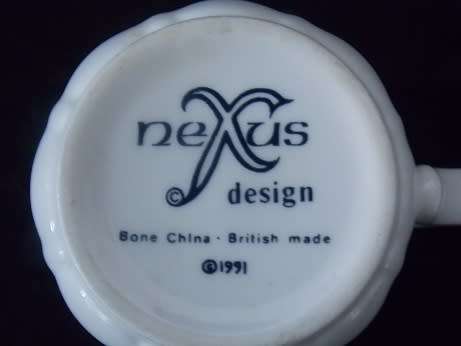 neXus
© design
Bone China · British made
©1991